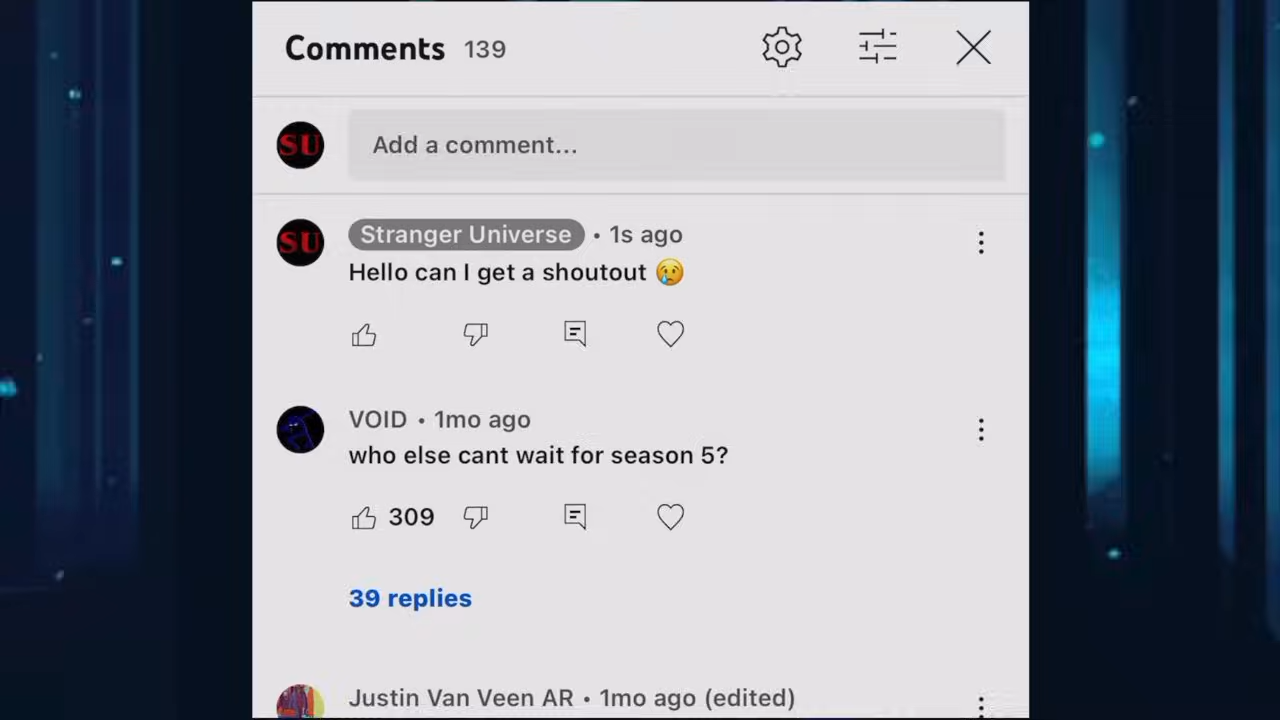 Comments 139
SU Add a comment...
SU Stranger Universe • 1s ago
Hello can I get a shoutout 😢
VOID • 1mo ago
who else cant wait for season 5?
309
39 replies
Justin Van Veen AR • 1mo ago (edited)